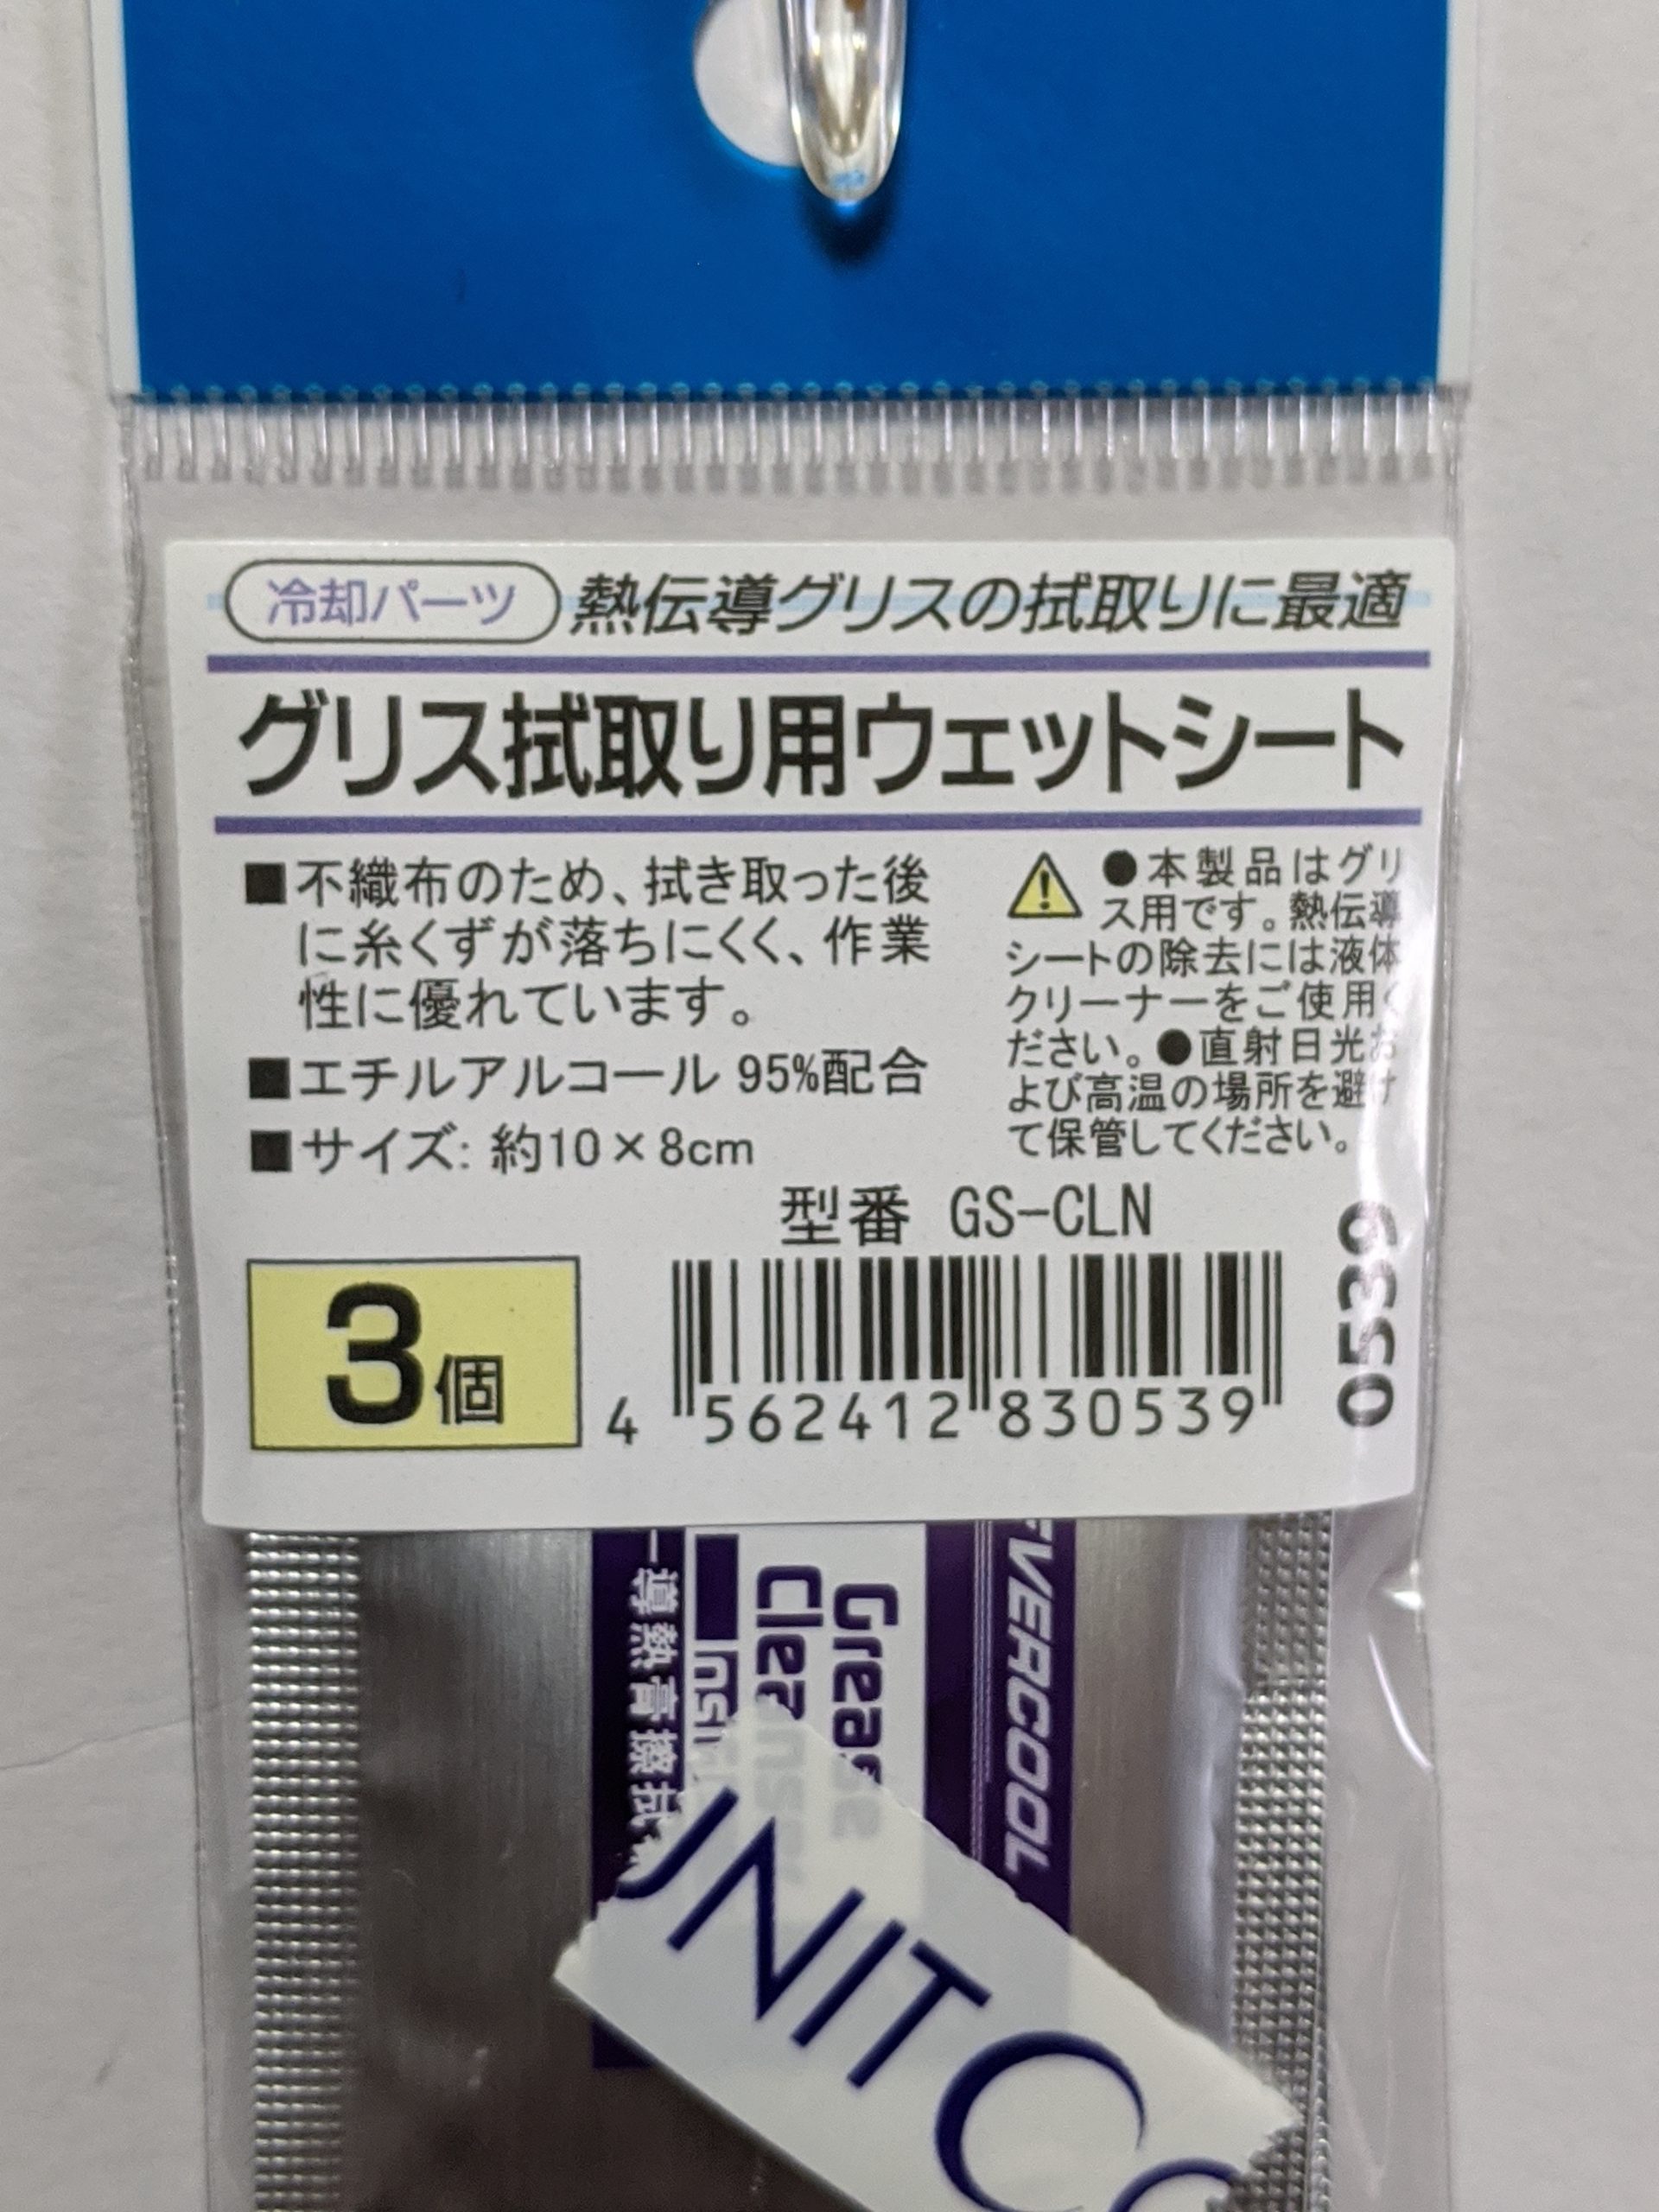 冷却パーツ 熱伝導グリスの拭取りに最適
グリス拭取り用ウェットシート
■不織布のため、拭き取った後
に糸くずが落ちにくく、作業
性に優れています。
■エチルアルコール 95%配合
■サイズ: 約10×8cm
●本製品はグリ
ス用です。熱伝導
シートの除去には液体
クリーナーをご使用く
ださい。●直射日光お
よび高温の場所を避け
て保管してください。
型番 GS-CLN
3個
4 562412 830539
0539
EVERCOOL
Grease
Cleanser
導熱膏擦拭
UNITCO